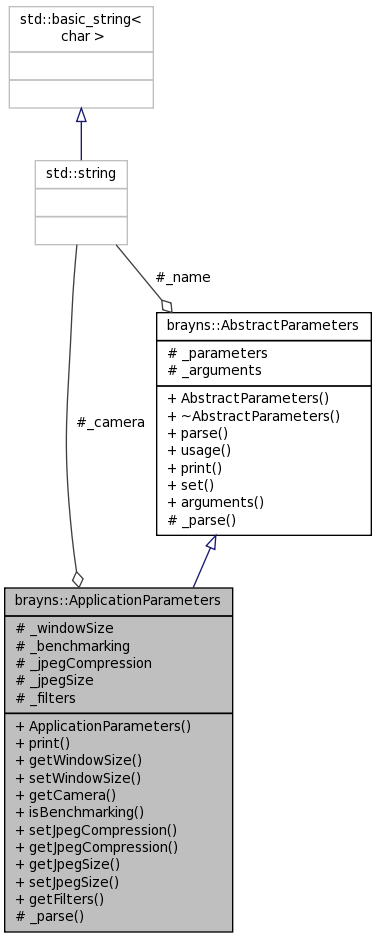 std::basic_string<
char >
std::string
#_name
brayns::AbstractParameters
# _parameters
# _arguments
+ AbstractParameters()
+ ~AbstractParameters()
+ parse()
+ usage()
+ print()
+ set()
+ arguments()
# _parse()
#_camera
brayns::ApplicationParameters
# _windowSize
# _benchmarking
# _jpegCompression
# _jpegSize
# _filters
+ ApplicationParameters()
+ print()
+ getWindowSize()
+ setWindowSize()
+ getCamera()
+ isBenchmarking()
+ setJpegCompression()
+ getJpegCompression()
+ getJpegSize()
+ setJpegSize()
+ getFilters()
# _parse()